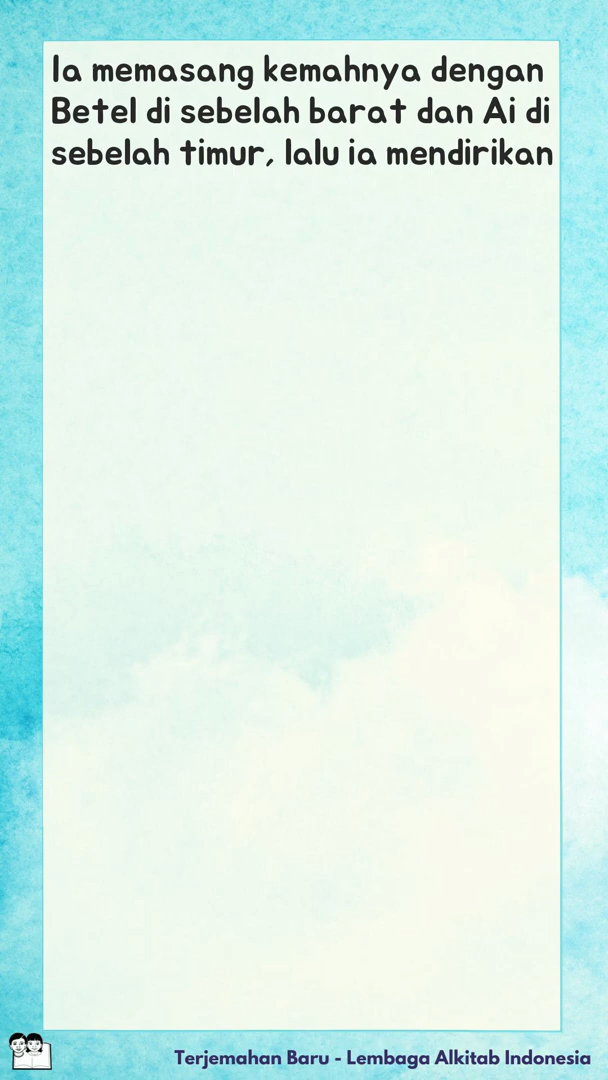 Ia memasang kemahnya dengan
Betel di sebelah barat dan Ai di
sebelah timur, lalu ia mendirikan
Terjemahan Baru - Lembaga Alkitab Indonesia